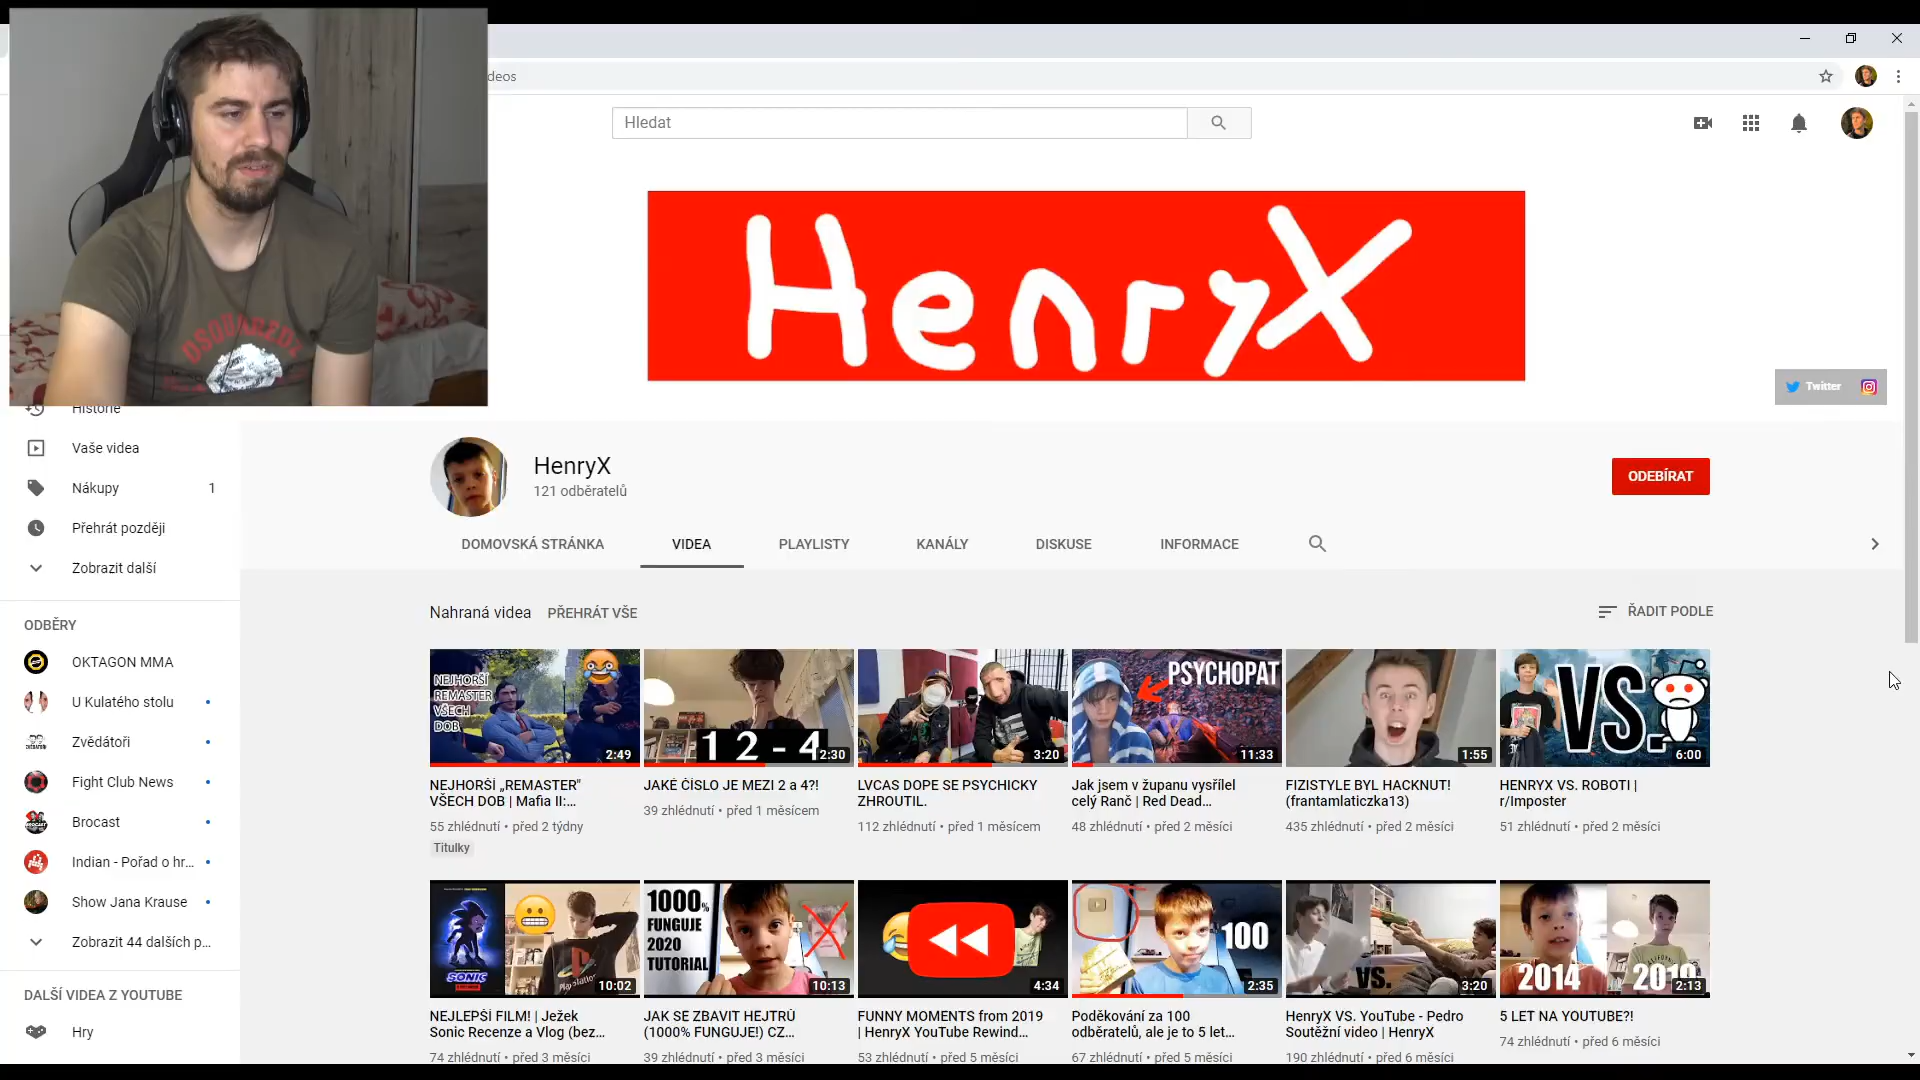 deos
Hledat
HenryX
Twitter
Historie
Vaše videa
Nákupy 1
Přehrát později
Zobrazit další
ODBĚRY
OKTAGON MMA
U Kulatého stolu
Zvědátoři
Fight Club News
Brocast
Indian - Pořad o hr...
Show Jana Krause
Zobrazit 44 dalších p...
DALŠÍ VIDEA Z YOUTUBE
Hry
HenryX
121 odběratelů
ODEBÍRAT
DOMOVSKÁ STRÁNKA VIDEA PLAYLISTY KANÁLY DISKUSE INFORMACE
Nahraná videa PŘEHRÁT VŠE ŘADIT PODLE
NEJHORŠÍ
REMASTER
VŠECH
DOB
2:49
NEJHORŠÍ „REMASTER"
VŠECH DOB | Mafia II:...
55 zhlédnutí • před 2 týdny
Titulky
1 2 - 4
2:30
JAKÉ ČÍSLO JE MEZI 2 a 4?!
39 zhlédnutí • před 1 měsícem
3:20
LVCAS DOPE SE PSYCHICKY
ZHROUTIL.
112 zhlédnutí • před 1 měsícem
PSYCHOPAT
11:33
Jak jsem v županu vysřílel
celý Ranč | Red Dead...
48 zhlédnutí • před 2 měsíci
1:55
FIZISTYLE BYL HACKNUT!
(frantamlaticzka13)
435 zhlédnutí • před 2 měsíci
VS.
6:00
HENRYX VS. ROBOTI |
r/Imposter
51 zhlédnutí • před 2 měsíci
SONIC
10:02
NEJLEPŠÍ FILM! | Ježek
Sonic Recenze a Vlog (bez...
74 zhlédnutí • před 3 měsíci
1000%
FUNGUJE
2020
TUTORIAL
10:13
JAK SE ZBAVIT HEJTRŮ
(1000% FUNGUJE!) CZ...
39 zhlédnutí • před 3 měsíci
4:34
FUNNY MOMENTS from 2019
| HenryX YouTube Rewind...
53 zhlédnutí • před 5 měsíci
100
2:35
Poděkování za 100
odběratelů, ale je to 5 let...
67 zhlédnutí • před 5 měsíci
VS.
3:20
HenryX VS. YouTube - Pedro
Soutěžní video | HenryX
190 zhlédnutí • před 6 měsíci
2014 2019
2:13
5 LET NA YOUTUBE?!
74 zhlédnutí • před 6 měsíci